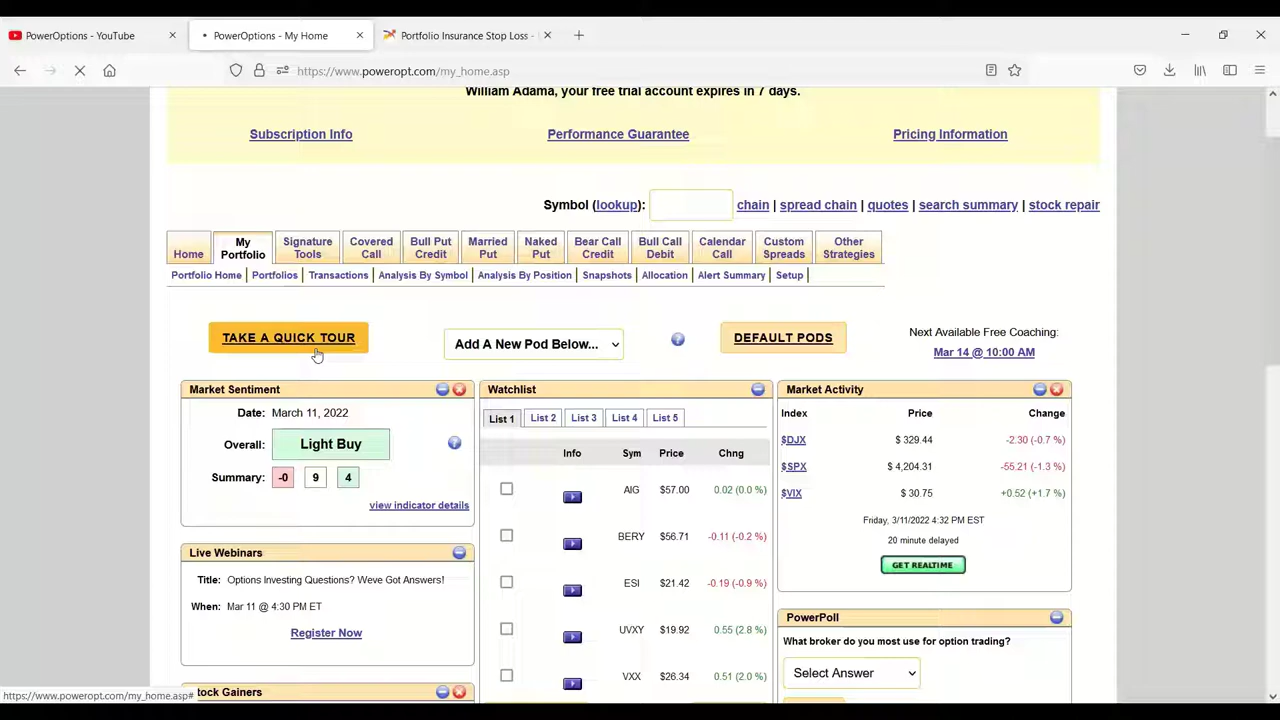 PowerOptions - YouTube
PowerOptions - My Home
Portfolio Insurance Stop Loss -
https://www.poweropt.com/my_home.asp
William Adama, your free trial account expires in 7 days.
Subscription Info
Performance Guarantee
Pricing Information
Symbol (lookup): chain | spread chain | quotes | search summary | stock repair
Home
My Portfolio
Signature Tools
Covered Call
Bull Put Credit
Married Put
Naked Put
Bear Call Credit
Bull Call Debit
Calendar Call
Custom Spreads
Other Strategies
Portfolio Home | Portfolios | Transactions | Analysis By Symbol | Analysis By Position | Snapshots | Allocation | Alert Summary | Setup |
TAKE A QUICK TOUR
Add A New Pod Below...
DEFAULT PODS
Next Available Free Coaching:
Mar 14 @ 10:00 AM
Market Sentiment
Date: March 11, 2022
Overall: Light Buy
Summary: -0 9 4
view indicator details
Live Webinars
Title: Options Investing Questions? Weve Got Answers!
When: Mar 11 @ 4:30 PM ET
Register Now
Stock Gainers
Watchlist
List 1 List 2 List 3 List 4 List 5
Info Sym Price Chng
AIG $57.00 0.02 (0.0 %)
BERY $56.71 -0.11 (-0.2 %)
ESI $21.42 -0.19 (-0.9 %)
UVXY $19.92 0.55 (2.8 %)
VXX $26.34 0.51 (2.0 %)
Market Activity
Index Price Change
$DJX $ 329.44 -2.30 (-0.7 %)
$SPX $ 4,204.31 -55.21 (-1.3 %)
$VIX $ 30.75 +0.52 (+1.7 %)
Friday, 3/11/2022 4:32 PM EST
20 minute delayed
GET REALTIME
PowerPoll
What broker do you most use for option trading?
Select Answer
https://www.poweropt.com/my_home.asp#